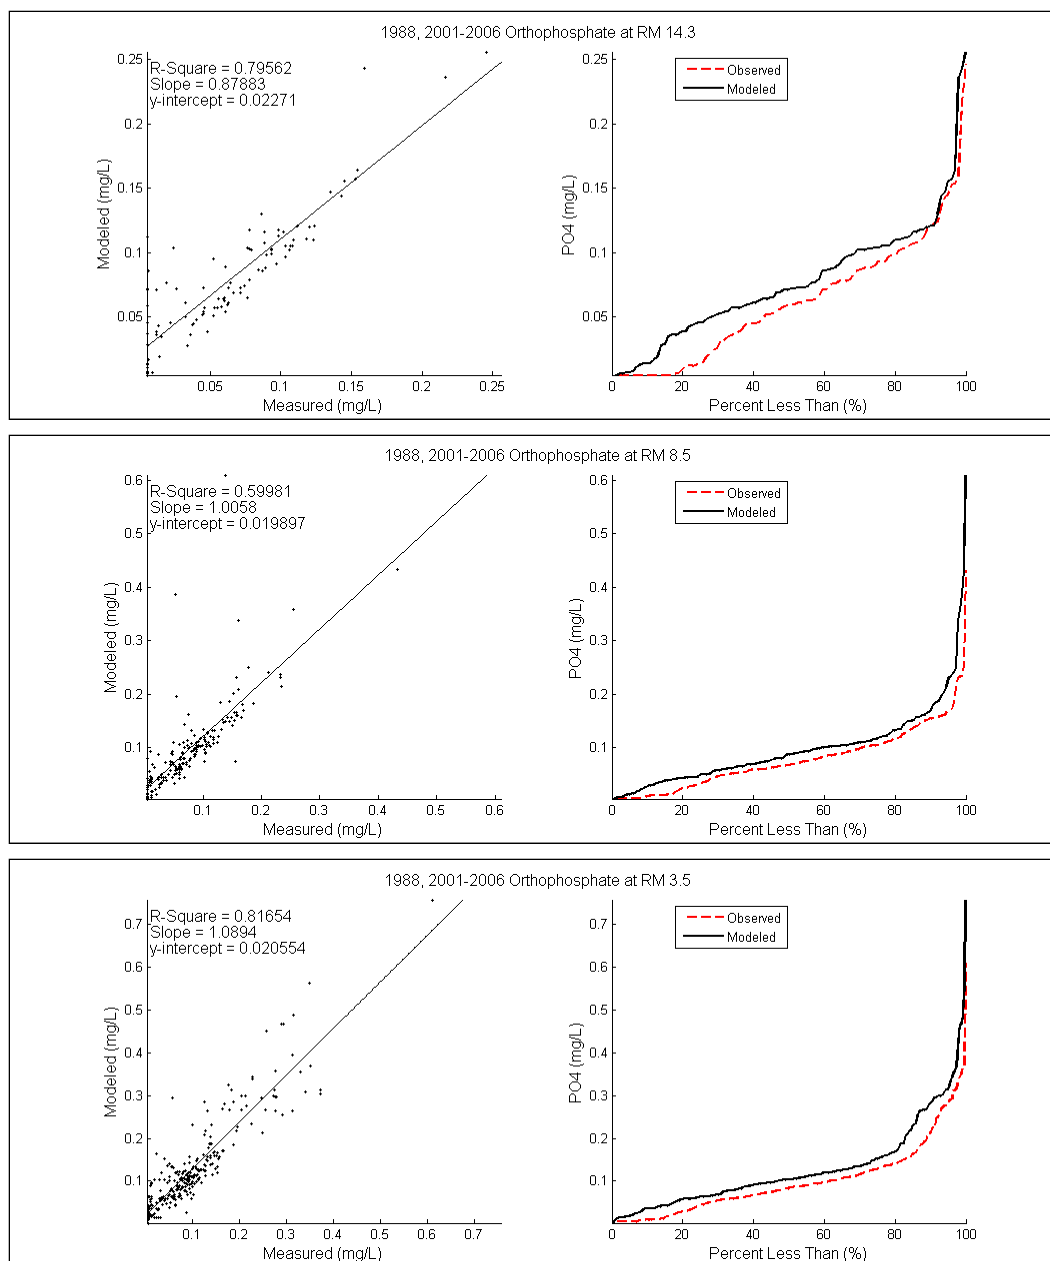 1988, 2001-2006 Orthophosphate at RM 14.3
R-Square = 0.79562
Slope = 0.87883
y-intercept = 0.02271
0.25
0.2
0.15
0.1
0.05
Modeled (mg/L)
0.05 0.1 0.15 0.2 0.25
Measured (mg/L)
Observed
Modeled
0.25
0.2
0.15
0.1
0.05
PO4 (mg/L)
0 20 40 60 80 100
Percent Less Than (%)
1988, 2001-2006 Orthophosphate at RM 8.5
R-Square = 0.59981
Slope = 1.0058
y-intercept = 0.019897
0.6
0.5
0.4
0.3
0.2
0.1
Modeled (mg/L)
0.1 0.2 0.3 0.4 0.5 0.6
Measured (mg/L)
Observed
Modeled
0.6
0.5
0.4
0.3
0.2
0.1
PO4 (mg/L)
0 20 40 60 80 100
Percent Less Than (%)
1988, 2001-2006 Orthophosphate at RM 3.5
R-Square = 0.81654
Slope = 1.0894
y-intercept = 0.020554
0.7
0.6
0.5
0.4
0.3
0.2
0.1
Modeled (mg/L)
0.1 0.2 0.3 0.4 0.5 0.6 0.7
Measured (mg/L)
Observed
Modeled
0.7
0.6
0.5
0.4
0.3
0.2
0.1
PO4 (mg/L)
0 20 40 60 80 100
Percent Less Than (%)